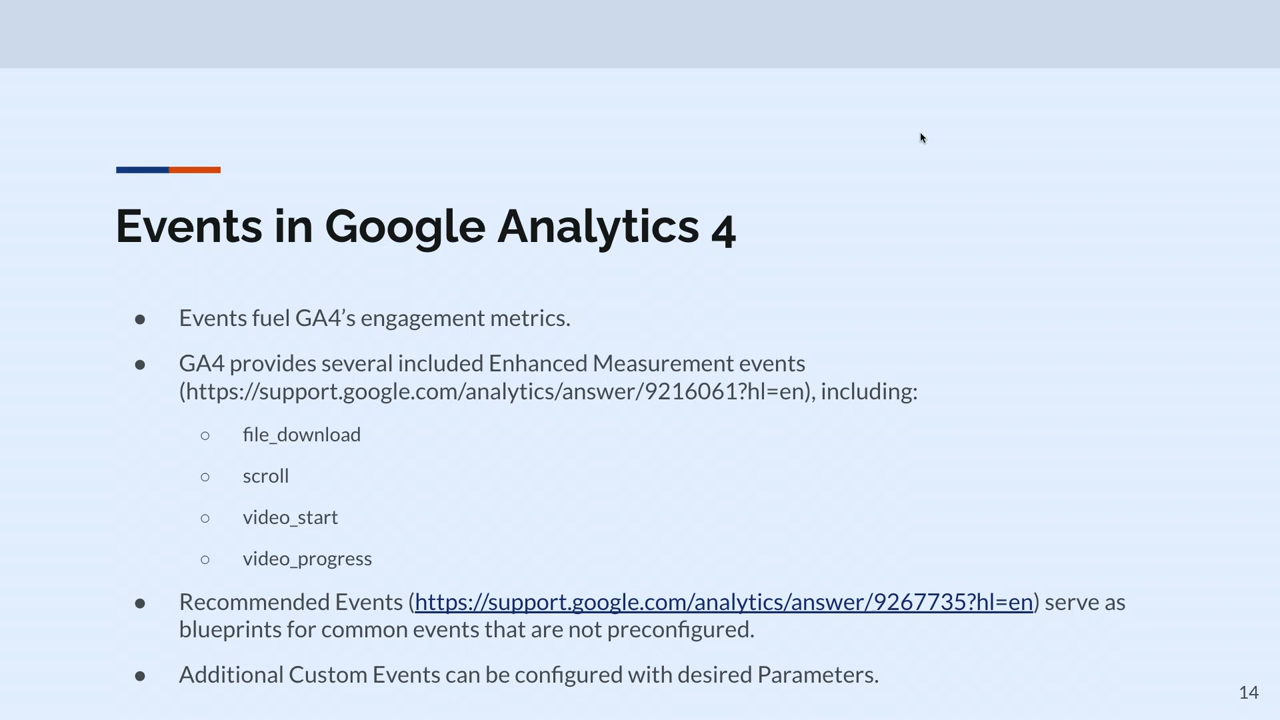 Events in Google Analytics 4
● Events fuel GA4’s engagement metrics.
● GA4 provides several included Enhanced Measurement events
(https://support.google.com/analytics/answer/9216061?hl=en), including:
○ file_download
○ scroll
○ video_start
○ video_progress
● Recommended Events (https://support.google.com/analytics/answer/9267735?hl=en) serve as
blueprints for common events that are not preconfigured.
● Additional Custom Events can be configured with desired Parameters.
14